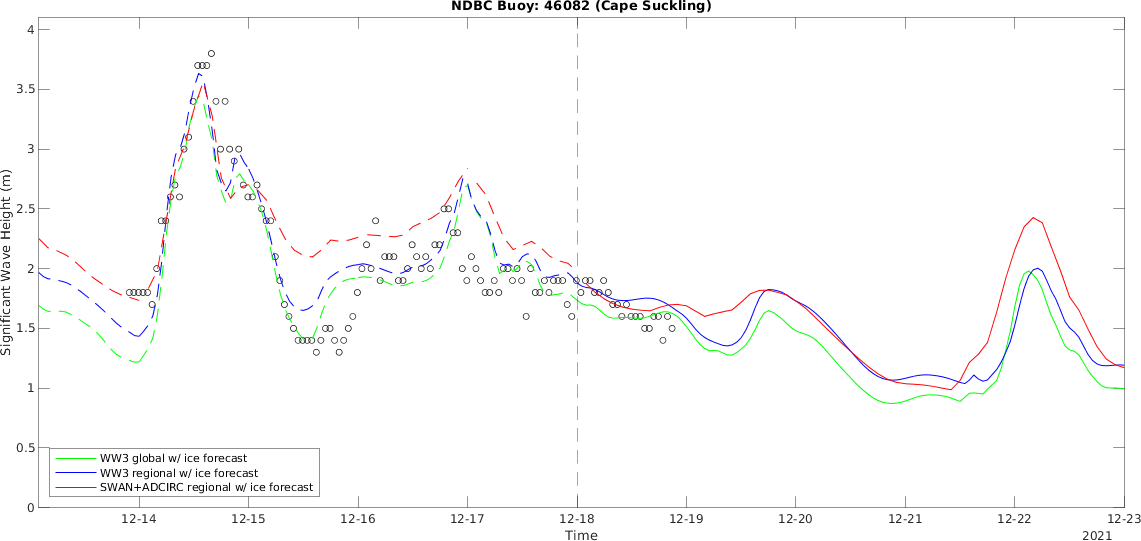 NDBC Buoy: 46082 (Cape Suckling)
Significant Wave Height (m)
4
3.5
3
2.5
2
1.5
1
0.5
0
WW3 global w/ ice forecast
WW3 regional w/ ice forecast
SWAN+ADCIRC regional w/ ice forecast
12-14 12-15 12-16 12-17 12-18 12-19 12-20 12-21 12-22 12-23
Time
2021